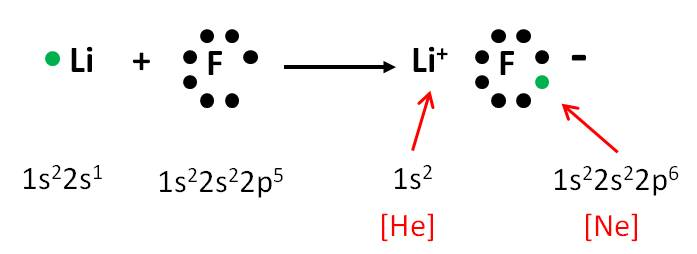 Li + F Li⁺ F -
1s²2s¹ 1s²2s²2p⁵ 1s² 1s²2s²2p⁶
[He] [Ne]